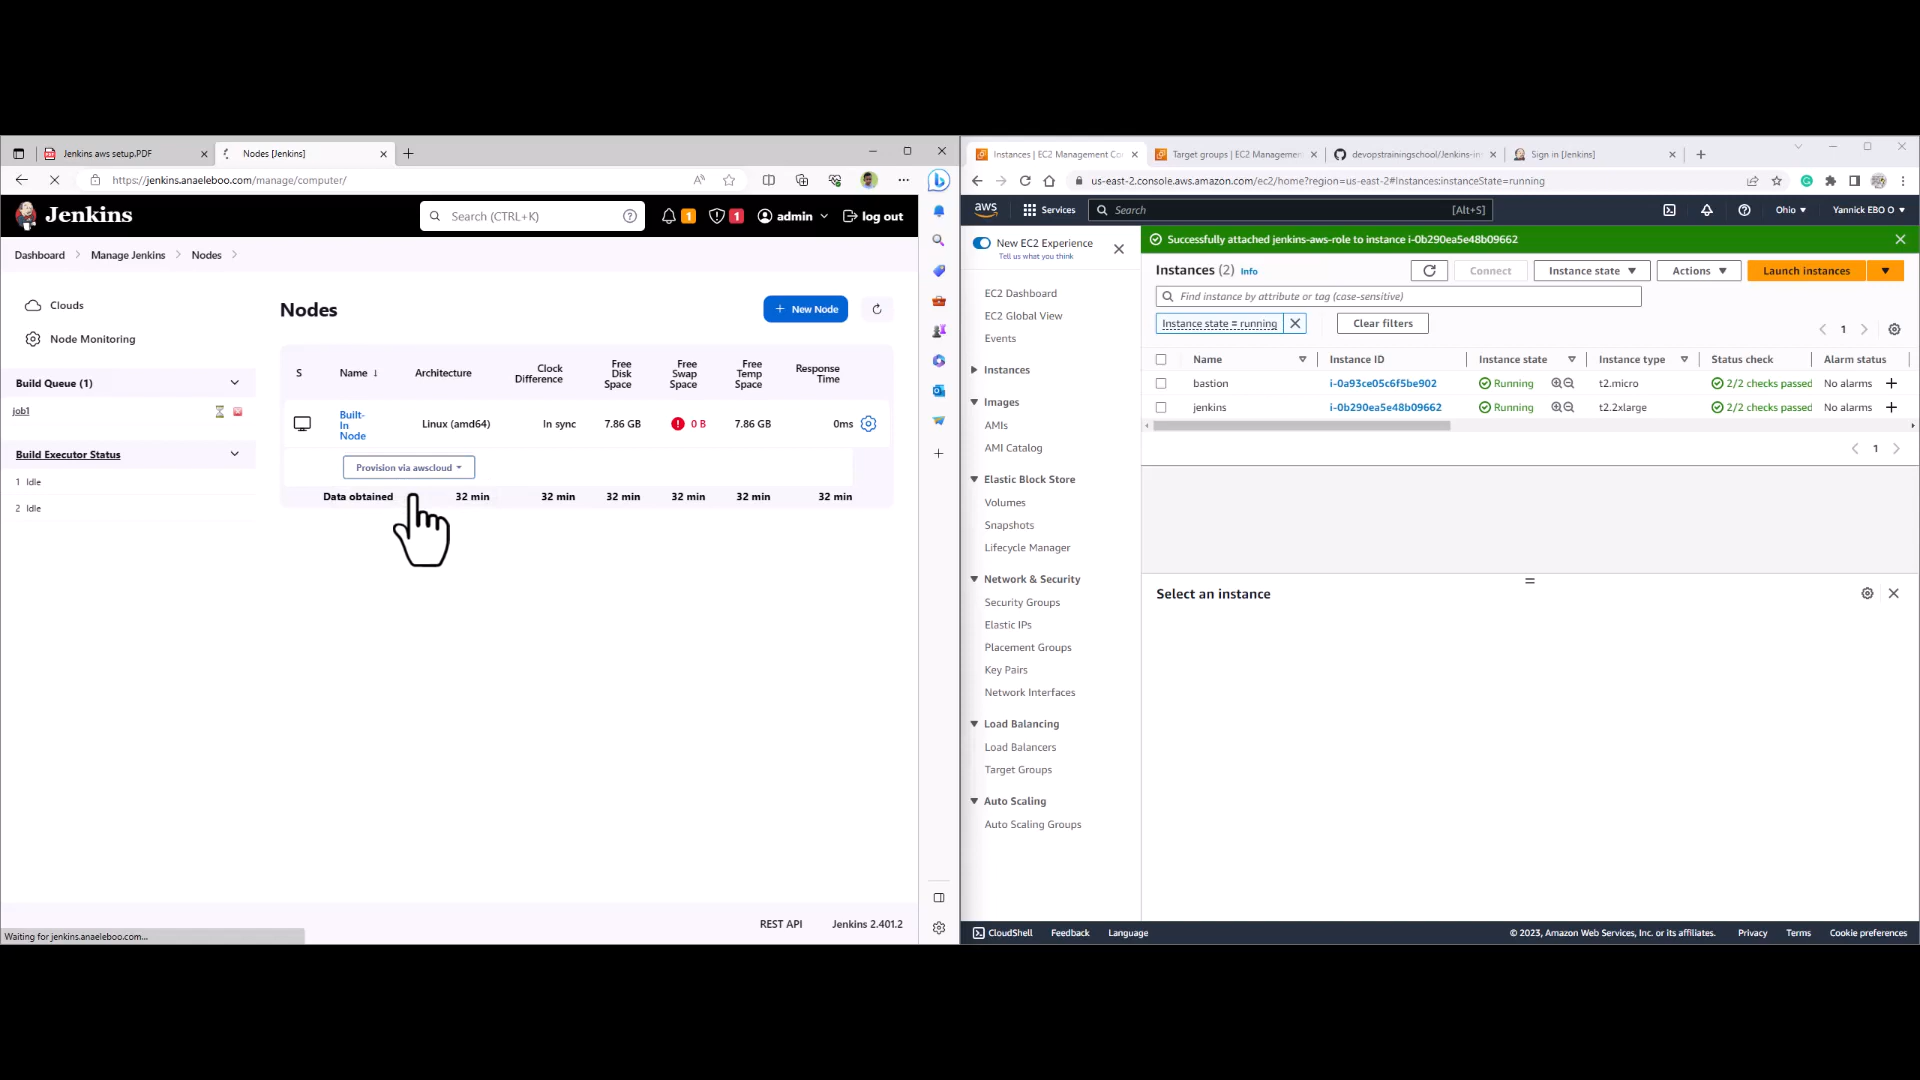 Jenkins aws setup.PDF
Nodes [Jenkins]
https://jenkins.anaeleboo.com/manage/computer/
Jenkins
Search (CTRL+K)
1
1
admin
log out
Dashboard
Manage Jenkins
Nodes
Clouds
Node Monitoring
Build Queue (1)
job1
Build Executor Status
1 Idle
2 Idle
Nodes
+ New Node
S
Name ↓
Architecture
Clock Difference
Free Disk Space
Free Swap Space
Free Temp Space
Response Time
Built-In Node
Linux (amd64)
In sync
7.86 GB
0 B
7.86 GB
0ms
Provision via awscloud
Data obtained
32 min
32 min
32 min
32 min
32 min
32 min
REST API
Jenkins 2.401.2
Waiting for jenkins.anaeleboo.com...
Instances | EC2 Management Co
Target groups | EC2 Managemen
devopstrainingschool/Jenkins-in
Sign in [Jenkins]
us-east-2.console.aws.amazon.com/ec2/home?region=us-east-2#Instances:instanceState=running
aws
Services
Search
[Alt+S]
Ohio
Yannick EBO O
New EC2 Experience
Tell us what you think
EC2 Dashboard
EC2 Global View
Events
Instances
Images
AMIs
AMI Catalog
Elastic Block Store
Volumes
Snapshots
Lifecycle Manager
Network & Security
Security Groups
Elastic IPs
Placement Groups
Key Pairs
Network Interfaces
Load Balancing
Load Balancers
Target Groups
Auto Scaling
Auto Scaling Groups
Successfully attached jenkins-aws-role to instance i-0b290ea5e48b09662
Instances (2) Info
Connect
Instance state
Actions
Launch instances
Find instance by attribute or tag (case-sensitive)
Instance state = running
Clear filters
1
Name
Instance ID
Instance state
Instance type
Status check
Alarm status
bastion
i-0a93ce05c6f5be902
Running
t2.micro
2/2 checks passed
No alarms
jenkins
i-0b290ea5e48b09662
Running
t2.2xlarge
2/2 checks passed
No alarms
1
Select an instance
CloudShell
Feedback
Language
© 2023, Amazon Web Services, Inc. or its affiliates.
Privacy
Terms
Cookie preferences